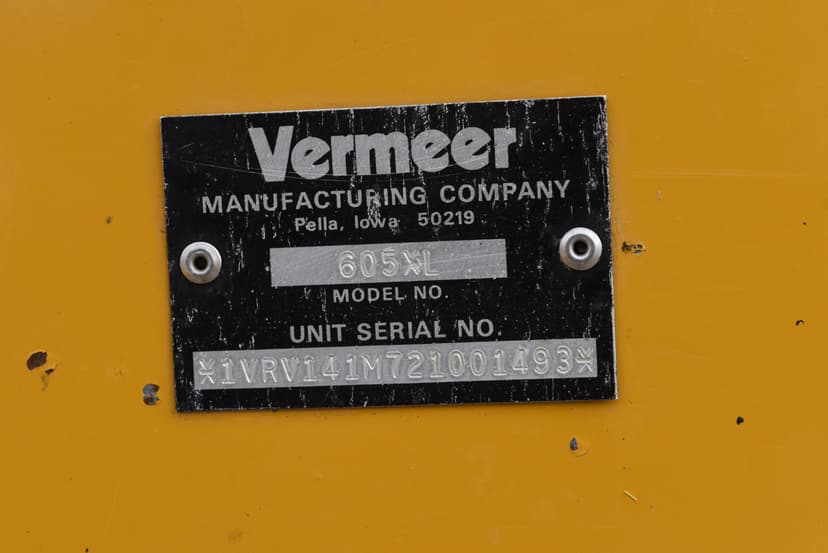 Vermeer
MANUFACTURING COMPANY
Pella, Iowa 50219
605XL
MODEL NO.
UNIT SERIAL NO.
*1VRV141M721001493*